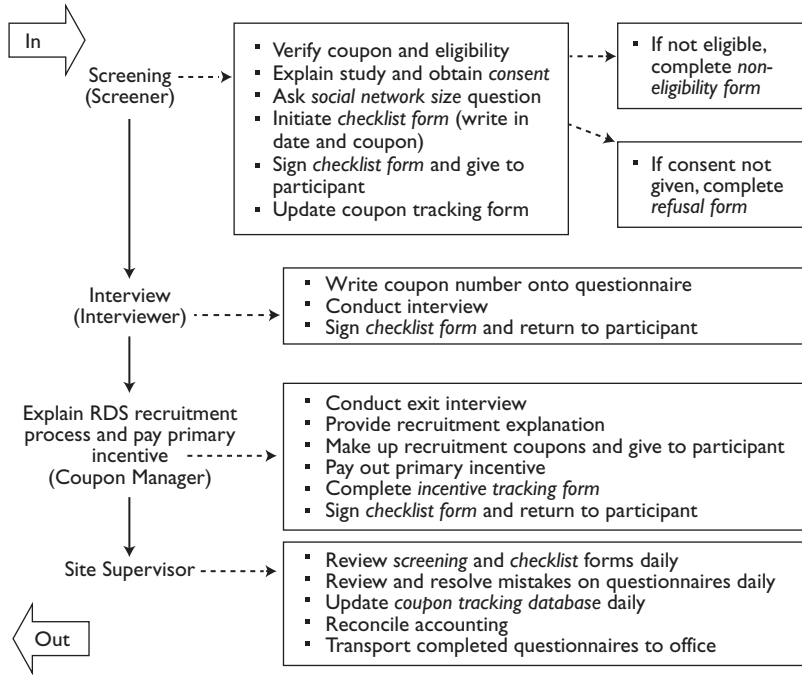 In
Screening
(Screener)
▪ Verify coupon and eligibility
▪ Explain study and obtain consent
▪ Ask social network size question
▪ Initiate checklist form (write in
date and coupon)
▪ Sign checklist form and give to
participant
▪ Update coupon tracking form
▪ If not eligible,
complete non-
eligibility form
▪ If consent not
given, complete
refusal form
Interview
(Interviewer)
▪ Write coupon number onto questionnaire
▪ Conduct interview
▪ Sign checklist form and return to participant
Explain RDS recruitment
process and pay primary
incentive
(Coupon Manager)
▪ Conduct exit interview
▪ Provide recruitment explanation
▪ Make up recruitment coupons and give to participant
▪ Pay out primary incentive
▪ Complete incentive tracking form
▪ Sign checklist form and return to participant
Site Supervisor
▪ Review screening and checklist forms daily
▪ Review and resolve mistakes on questionnaires daily
▪ Update coupon tracking database daily
▪ Reconcile accounting
▪ Transport completed questionnaires to office
Out